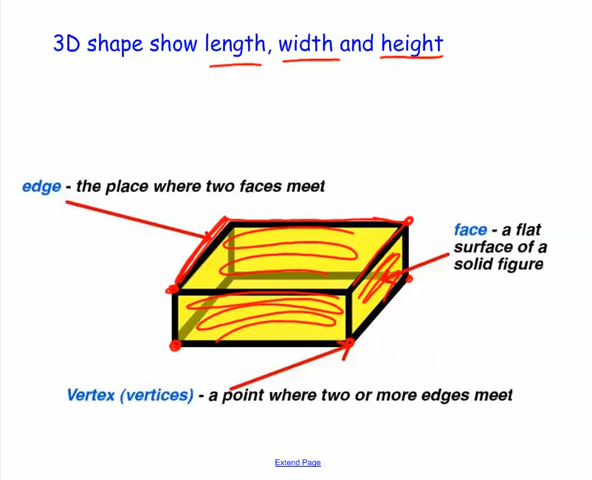 3D shape show length, width and height
edge - the place where two faces meet
face - a flat
surface of a
solid figure
Vertex (vertices) - a point where two or more edges meet
Extend Page